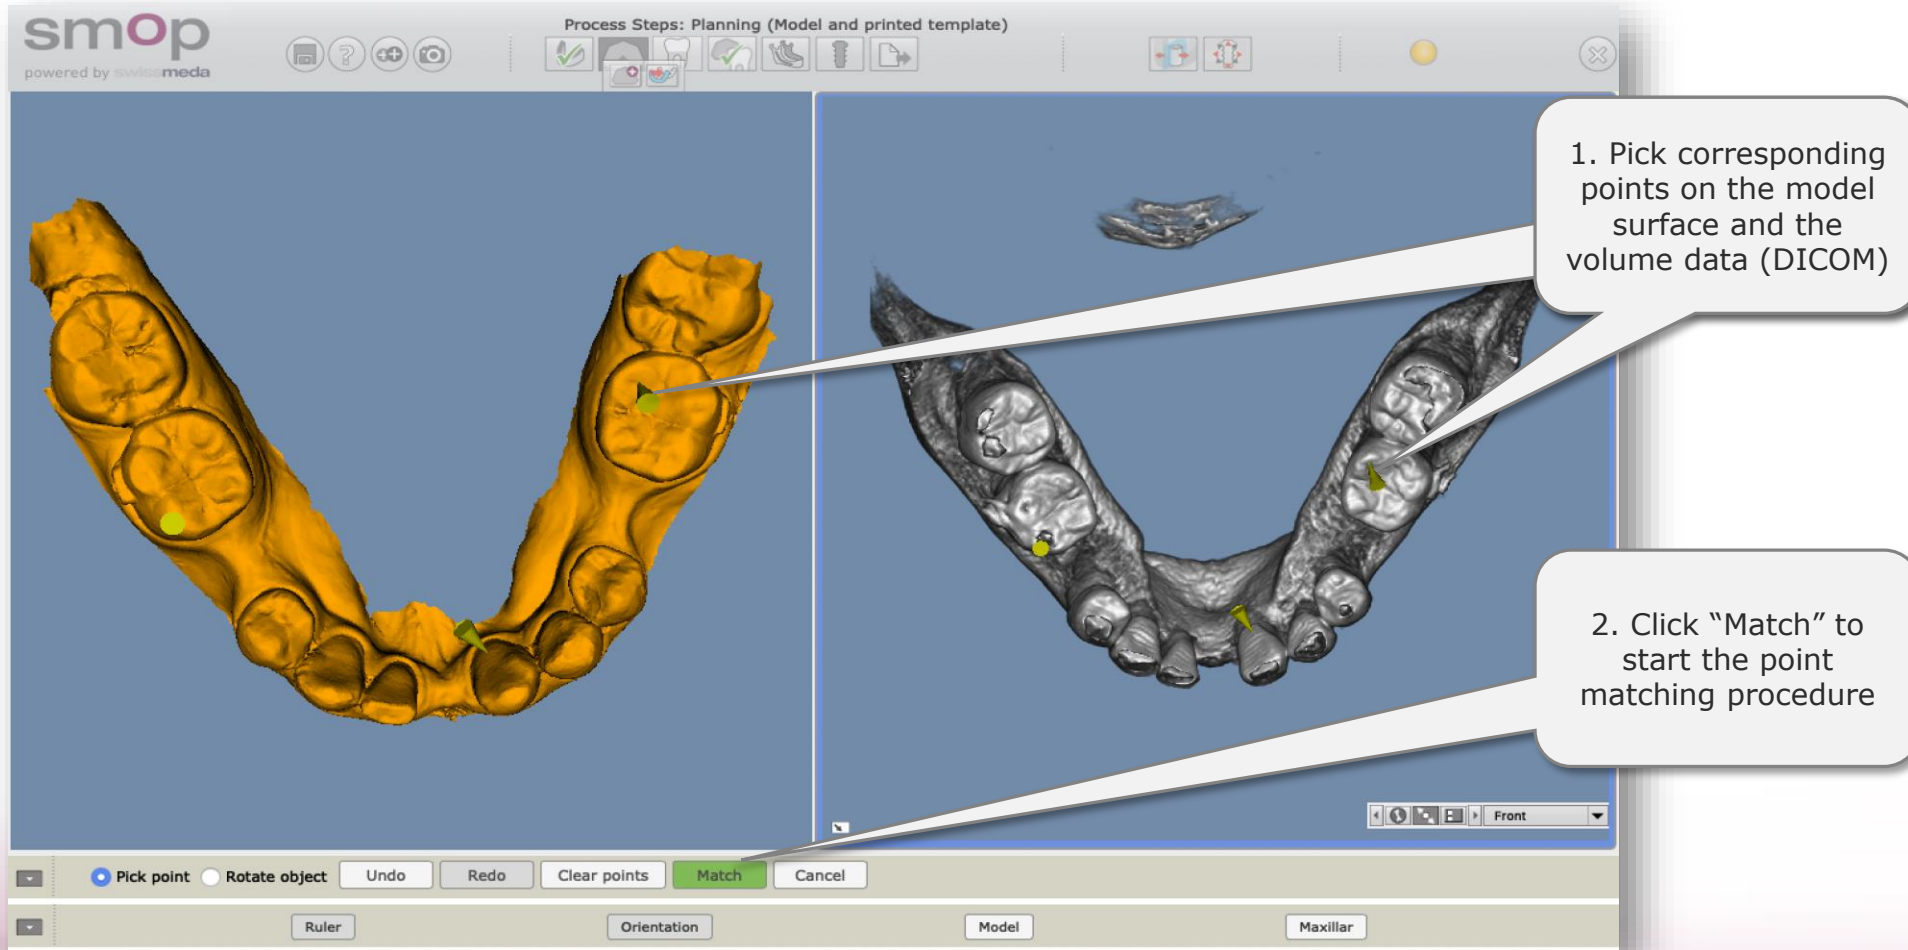 smop
powered by swissmeda
Process Steps: Planning (Model and printed template)
1. Pick corresponding
points on the model
surface and the
volume data (DICOM)
2. Click “Match” to
start the point
matching procedure
Front
Pick point Rotate object Undo Redo Clear points Match Cancel
Ruler Orientation Model Maxillar